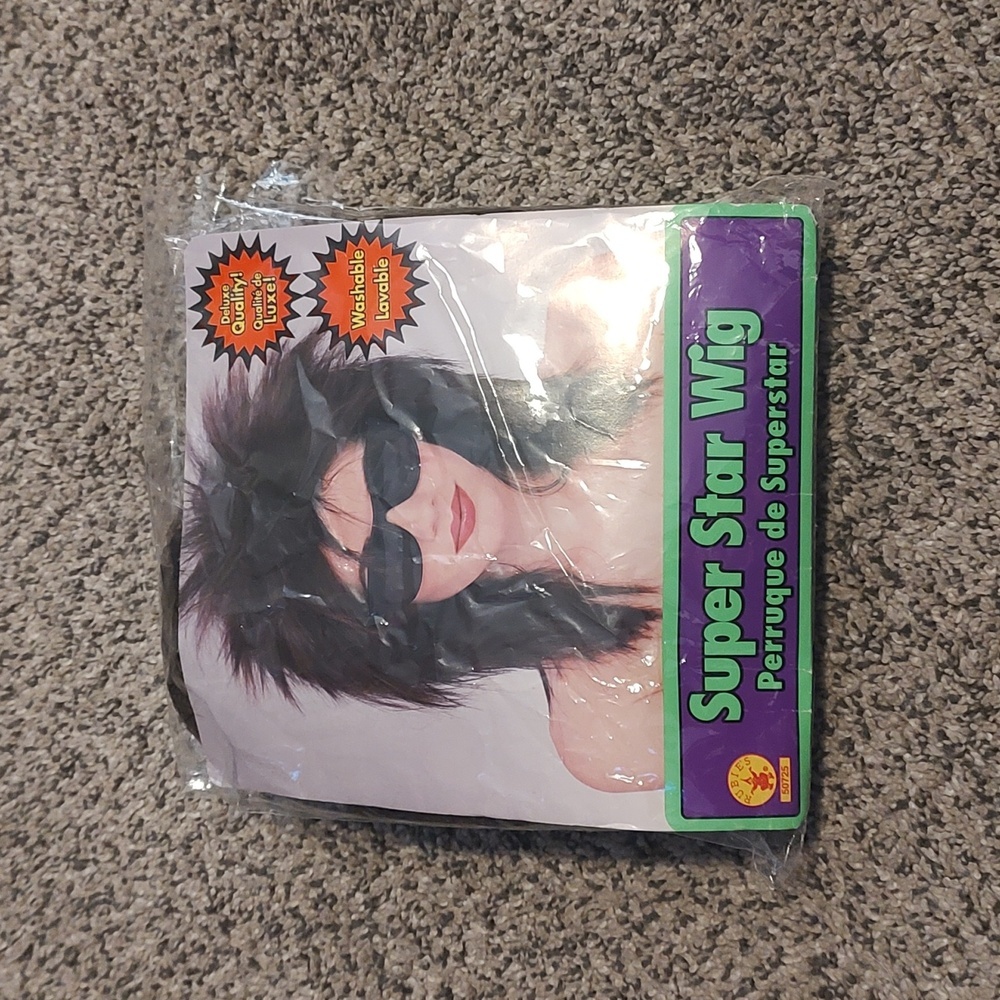 Deluxe
Quality!
Qualité de
Luxe!
Washable
Lavable
Super Star Wig
Perruque de Superstar
RUBIES
50725